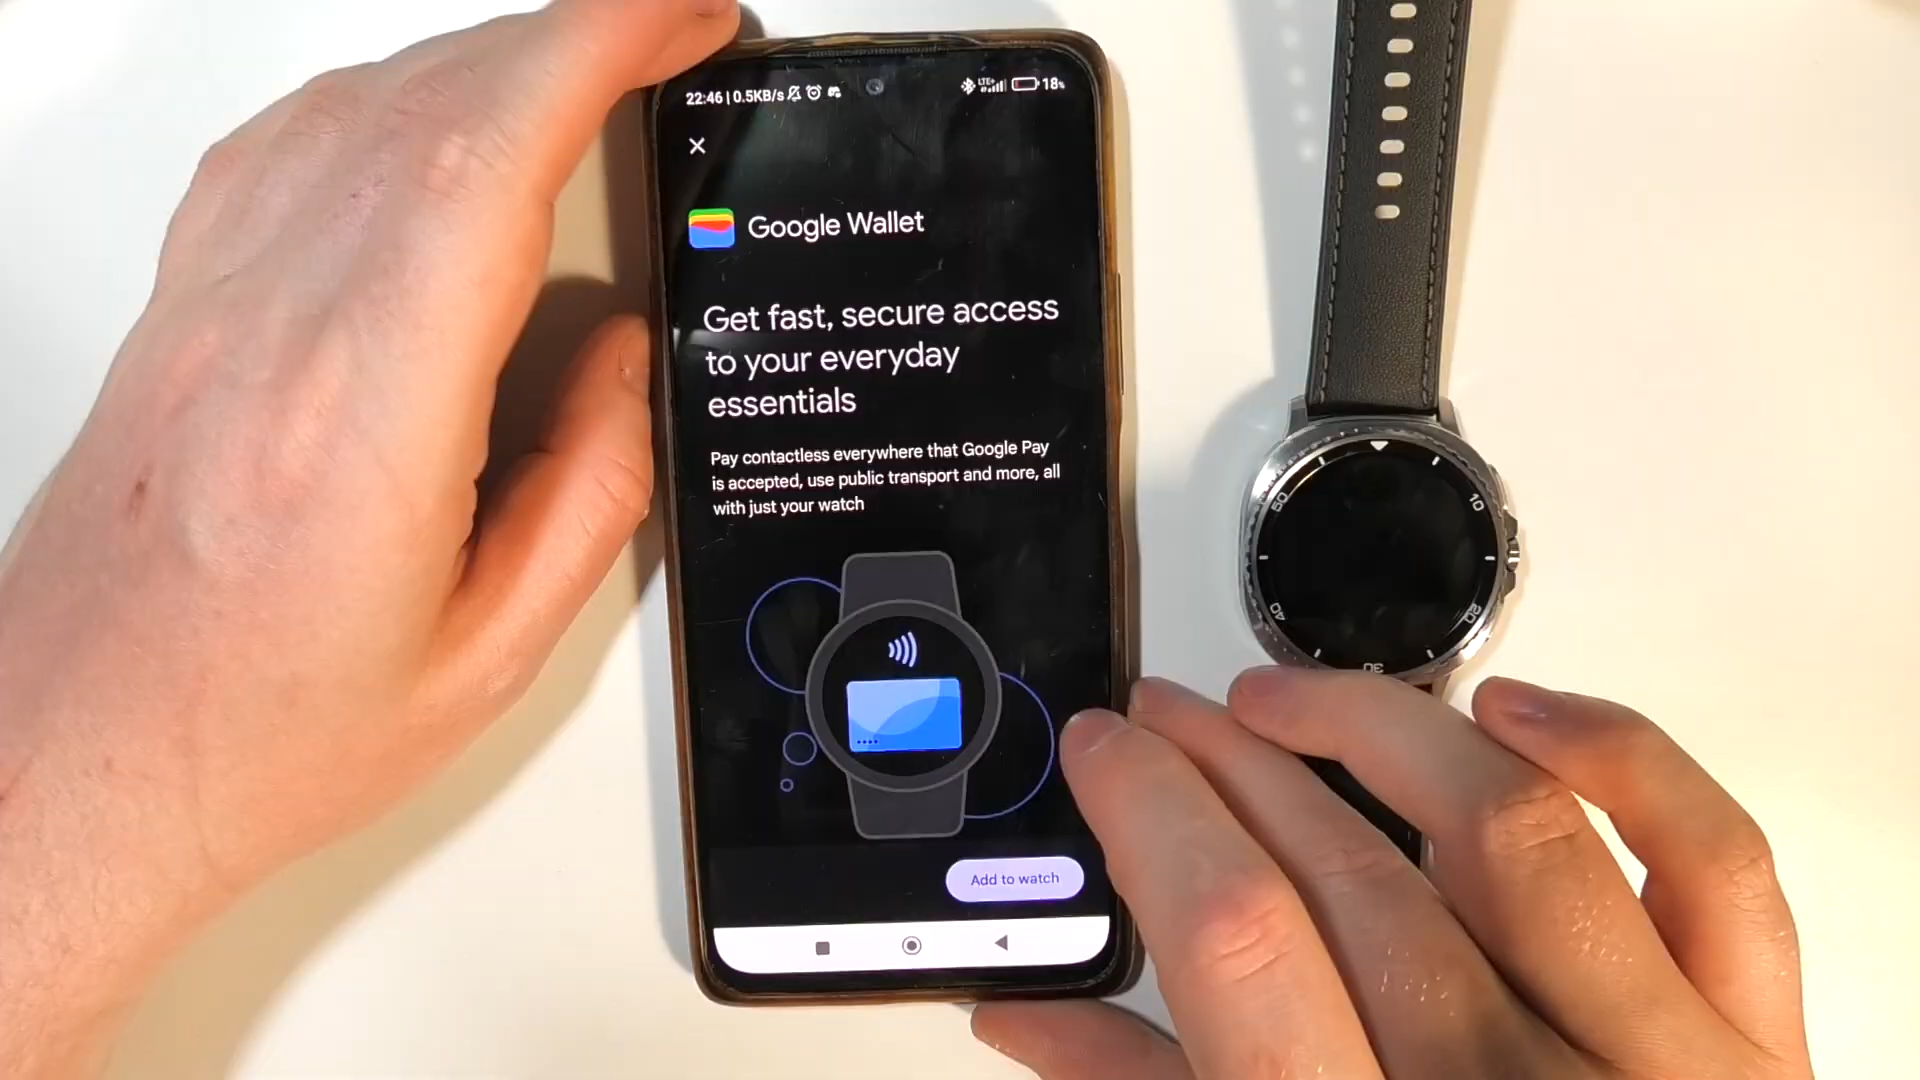 22:46 | 0.5KB/s
LTE+
18%
Google Wallet
Get fast, secure access
to your everyday
essentials
Pay contactless everywhere that Google Pay
is accepted, use public transport and more, all
with just your watch
Add to watch
50
10
40
20
30